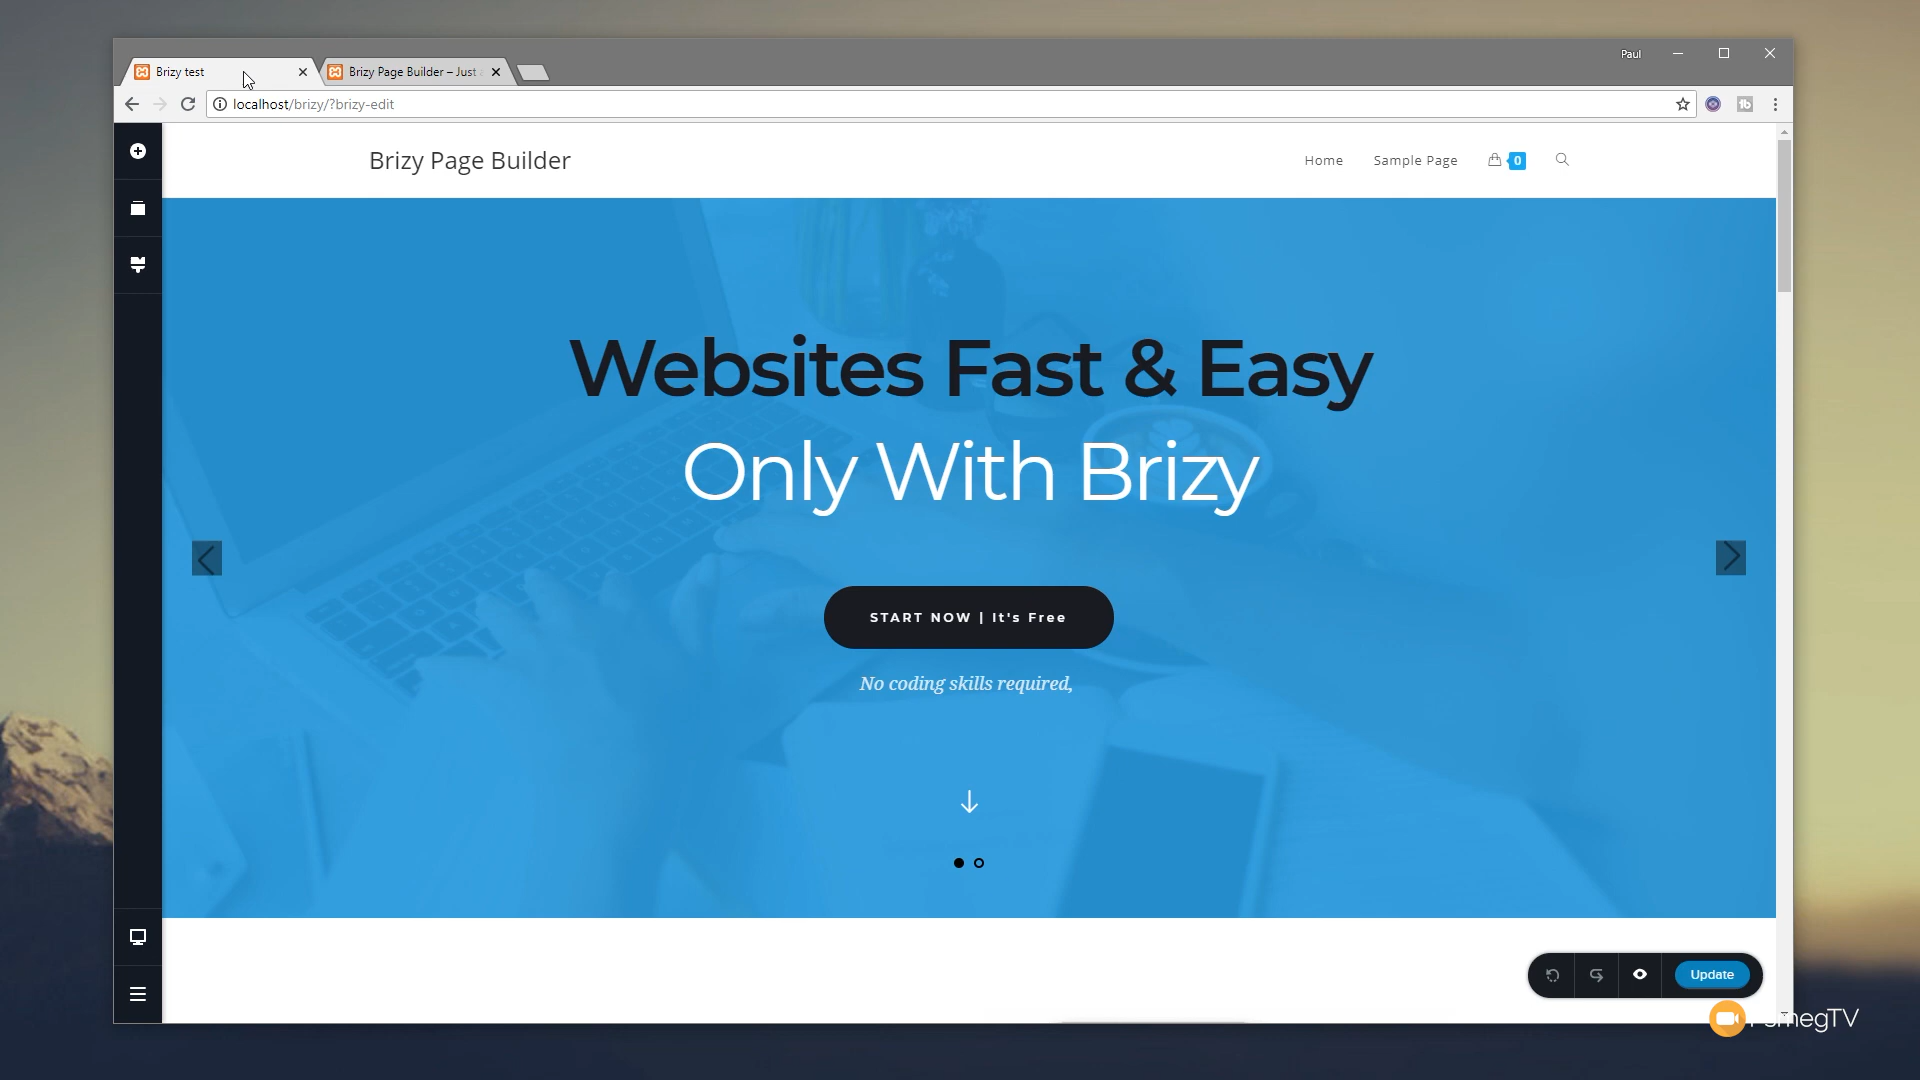 Paul
Brizy test
Brizy Page Builder – Just
localhost/brizy/?brizy-edit
Brizy Page Builder
Home
Sample Page
0
Websites Fast & Easy
Only With Brizy
START NOW | It's Free
No coding skills required,
Update